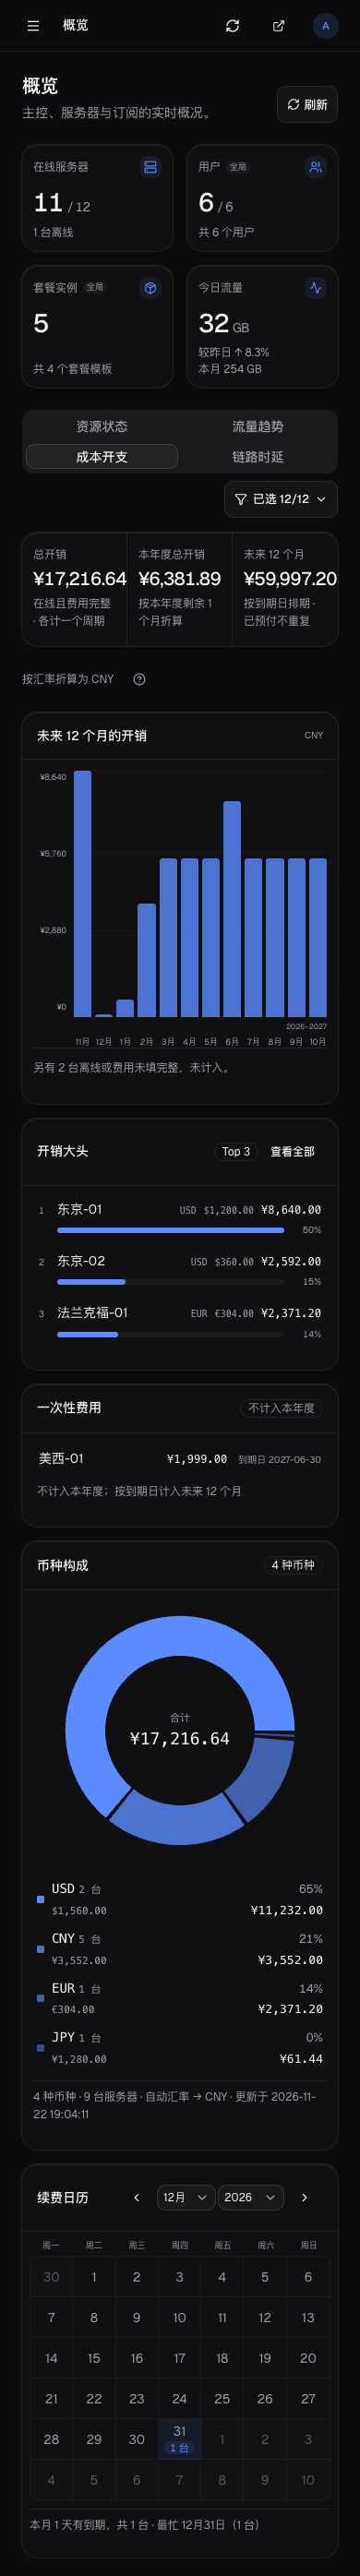 概览
A
概览
主控、服务器与订阅的实时概况。
刷新
在线服务器
11 / 12
1 台离线
用户 全局
6 / 6
共 6 个用户
套餐实例 全局
5
共 4 个套餐模板
今日流量
32 GB
较昨日 ↑ 8.3%
本月 254 GB
资源状态
流量趋势
成本开支
链路时延
已选 12/12
总开销
¥17,216.64
在线且费用完整
· 各计一个周期
本年度总开销
¥6,381.89
按本年度剩余 1
个月折算
未来 12 个月
¥59,997.20
按到期日排期 ·
已预付不重复
按汇率折算为 CNY
未来 12 个月的开销
CNY
¥8,640
¥5,760
¥2,880
¥0
2026-2027
11月 12月 1月 2月 3月 4月 5月 6月 7月 8月 9月 10月
另有 2 台离线或费用未填完整，未计入。
开销大头
Top 3
查看全部
1 东京-01 USD $1,200.00 ¥8,640.00
50%
2 东京-02 USD $360.00 ¥2,592.00
15%
3 法兰克福-01 EUR €304.00 ¥2,371.20
14%
一次性费用
不计入本年度
美西-01 ¥1,999.00 到期日 2027-06-30
不计入本年度；按到期日计入未来 12 个月
币种构成
4 种币种
合计
¥17,216.64
USD 2 台 65%
$1,560.00 ¥11,232.00
CNY 5 台 21%
¥3,552.00 ¥3,552.00
EUR 1 台 14%
€304.00 ¥2,371.20
JPY 1 台 0%
¥1,280.00 ¥61.44
4 种币种 · 9 台服务器 · 自动汇率 → CNY · 更新于 2026-11-
22 19:04:11
续费日历
12月
2026
周一 周二 周三 周四 周五 周六 周日
30 1 2 3 4 5 6
7 8 9 10 11 12 13
14 15 16 17 18 19 20
21 22 23 24 25 26 27
28 29 30 31 1 2 3
1 台
4 5 6 7 8 9 10
本月 1 天有到期，共 1 台 · 最忙 12月31日（1 台）